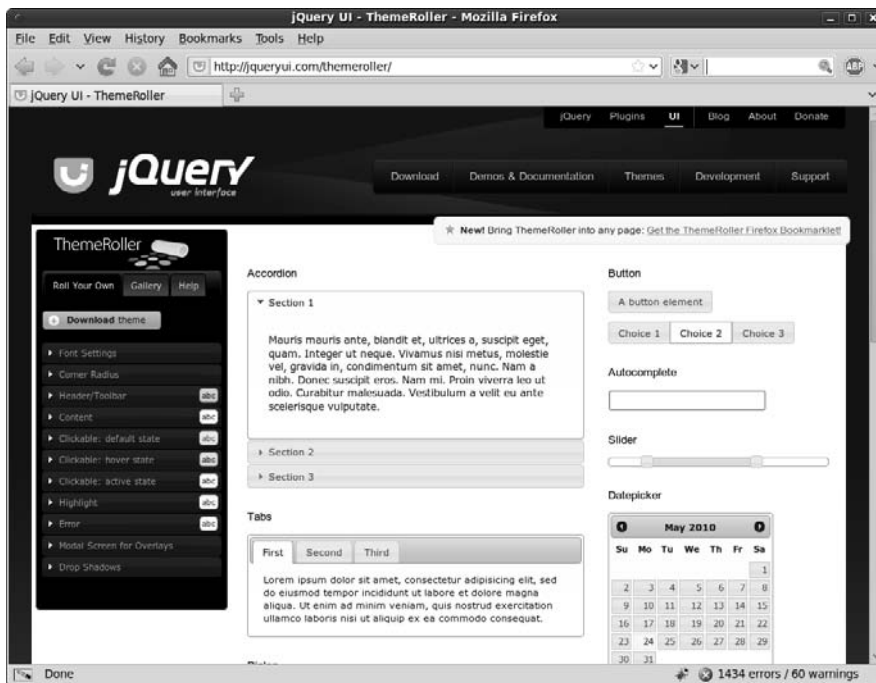 jQuery UI - ThemeRoller - Mozilla Firefox
File Edit View History Bookmarks Tools Help
http://jqueryui.com/themeroller/
ABP
jQuery UI - ThemeRoller
jQuery Plugins UI Blog About Donate
jQuery
user interface
Download Demos & Documentation Themes Development Support
New! Bring ThemeRoller into any page: Get the ThemeRoller Firefox Bookmarklet!
ThemeRoller
Roll Your Own Gallery Help
Download theme
Font Settings
Corner Radius
Header/Toolbar abc
Content abc
Clickable: default state abc
Clickable: hover state abc
Clickable: active state abc
Highlight abc
Error abc
Modal Screen for Overlays
Drop Shadows
Accordion
Section 1
Mauris mauris ante, blandit et, ultrices a, suscipit eget,
quam. Integer ut neque. Vivamus nisi metus, molestie
vel, gravida in, condimentum sit amet, nunc. Nam a
nibh. Donec suscipit eros. Nam mi. Proin viverra leo ut
odio. Curabitur malesuada. Vestibulum a velit eu ante
scelerisque vulputate.
Section 2
Section 3
Tabs
First Second Third
Lorem ipsum dolor sit amet, consectetur adipisicing elit, sed
do eiusmod tempor incididunt ut labore et dolore magna
aliqua. Ut enim ad minim veniam, quis nostrud exercitation
ullamco laboris nisi ut aliquip ex ea commodo consequat.
Button
A button element
Choice 1 Choice 2 Choice 3
Autocomplete
Slider
Datepicker
May 2010
Su Mo Tu We Th Fr Sa
1
2 3 4 5 6 7 8
9 10 11 12 13 14 15
16 17 18 19 20 21 22
23 24 25 26 27 28 29
30 31
Done
1434 errors / 60 warnings